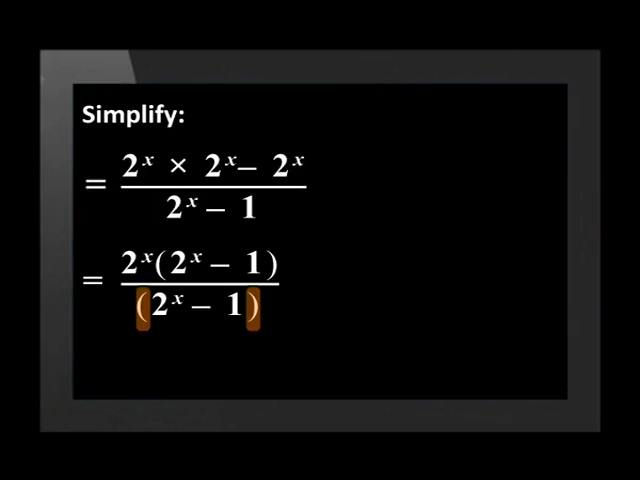 Simplify:
= (2ˣ × 2ˣ – 2ˣ) / (2ˣ – 1)
= 2ˣ(2ˣ – 1) / (2ˣ – 1)